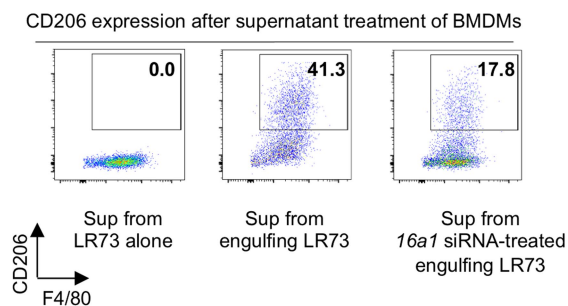 CD206 expression after supernatant treatment of BMDMs
0.0
41.3
17.8
Sup from
LR73 alone
Sup from
engulfing LR73
Sup from
16a1 siRNA-treated
engulfing LR73
CD206
F4/80